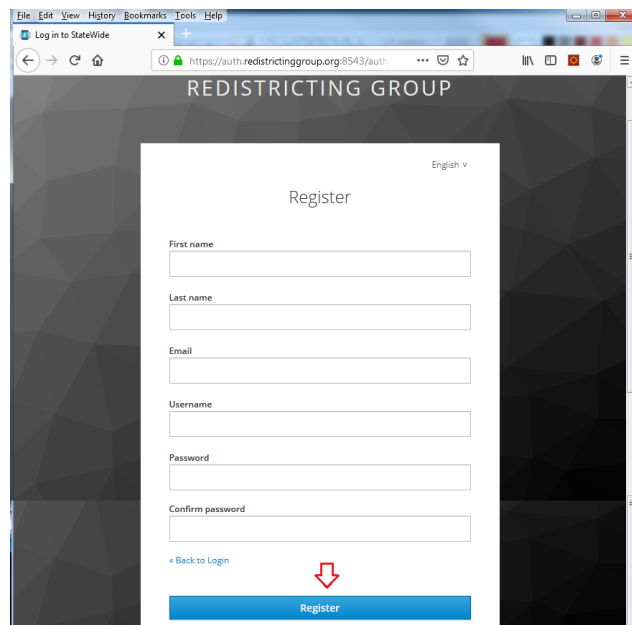 File Edit View History Bookmarks Tools Help
Log in to StateWide
https://auth.redistrictinggroup.org:8543/auth/
REDISTRICTING GROUP
English
Register
First name
Last name
Email
Username
Password
Confirm password
« Back to Login
Register